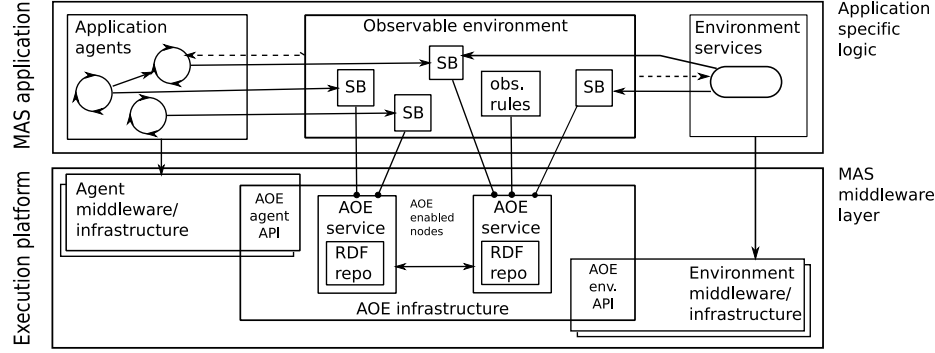 MAS application
Application
agents
Observable environment
SB
SB
SB
obs.
rules
SB
Environment
services
Application
specific
logic
Execution platform
Agent
middleware/
infrastructure
AOE
agent
API
AOE
service
RDF
repo
AOE
enabled
nodes
AOE
service
RDF
repo
AOE infrastructure
AOE
env.
API
Environment
middleware/
infrastructure
MAS
middleware
layer